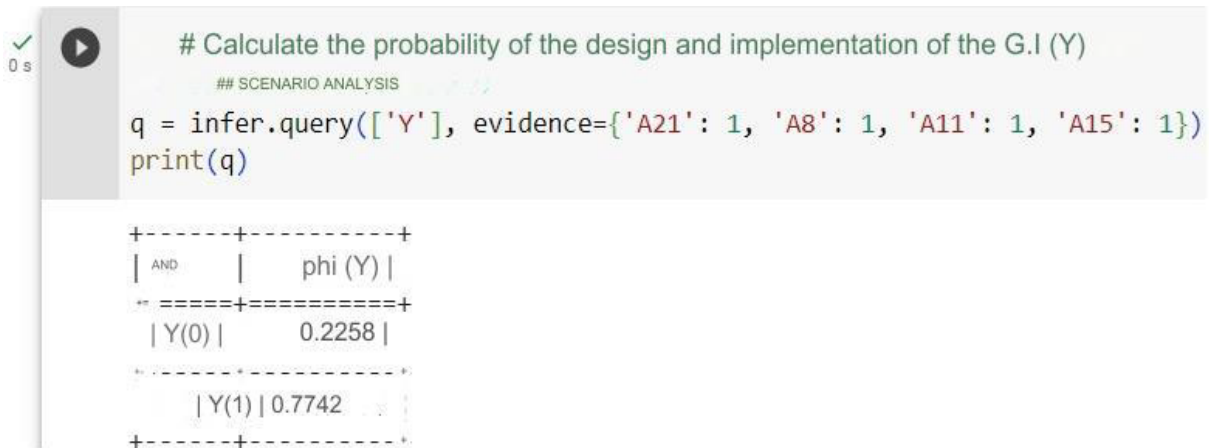 # Calculate the probability of the design and implementation of the G.I (Y)
0 s
## SCENARIO ANALYSIS
q = infer.query(['Y'], evidence={'A21': 1, 'A8': 1, 'A11': 1, 'A15': 1})
print(q)
+------+----------+
| AND | phi (Y) |
+= =====+==========+
| Y(0) | 0.2258 |
+- -----+----------+
| Y(1) | 0.7742
+------+----------+